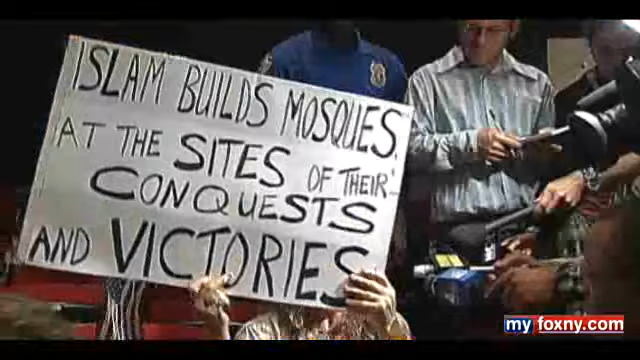 ISLAM BUILDS MOSQUES,
AT THE SITES OF THEIR
CONQUESTS
AND VICTORIES
myfoxny.com